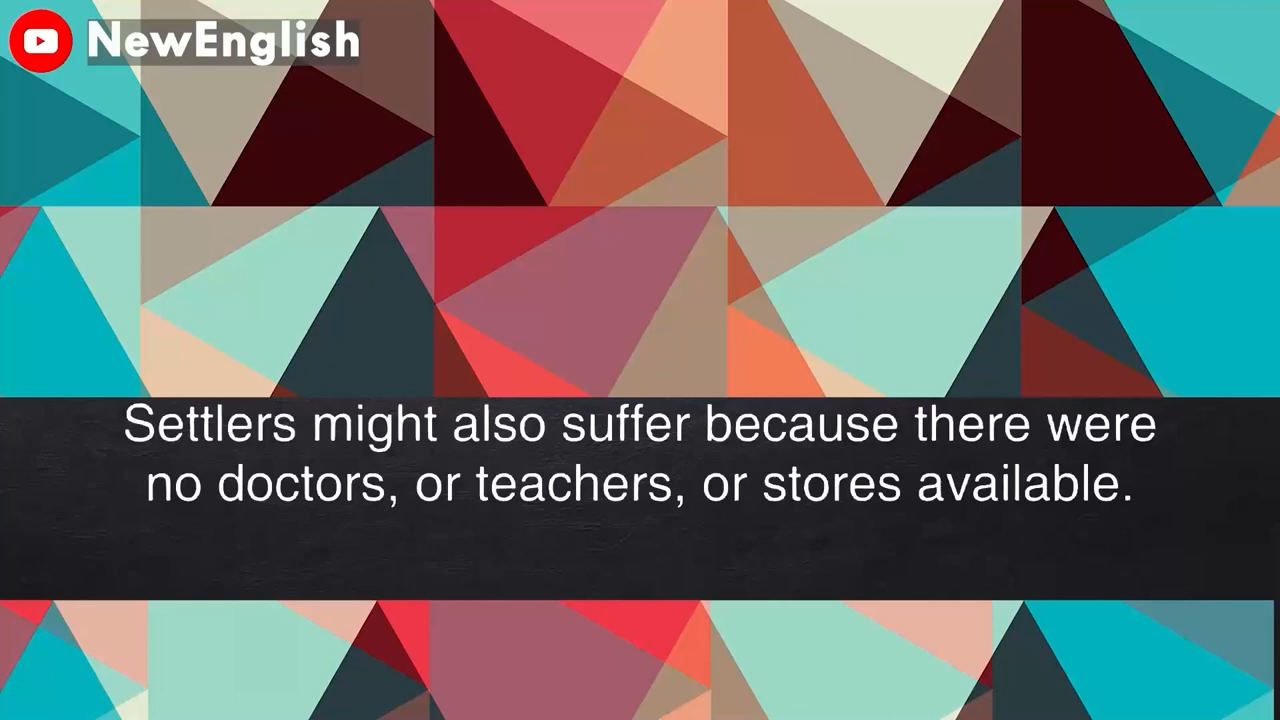 NewEnglish
Settlers might also suffer because there were
no doctors, or teachers, or stores available.